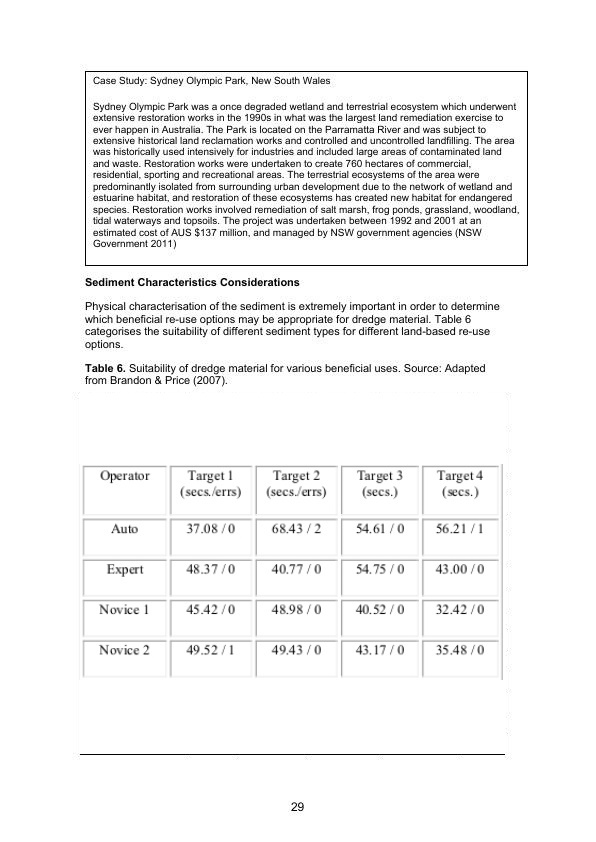 Case Study: Sydney Olympic Park, New South Wales
Sydney Olympic Park was a once degraded wetland and terrestrial ecosystem which underwent
extensive restoration works in the 1990s in what was the largest land remediation exercise to
ever happen in Australia. The Park is located on the Parramatta River and was subject to
extensive historical land reclamation works and controlled and uncontrolled landfilling. The area
was historically used intensively for industries and included large areas of contaminated land
and waste. Restoration works were undertaken to create 760 hectares of commercial,
residential, sporting and recreational areas. The terrestrial ecosystems of the area were
predominantly isolated from surrounding urban development due to the network of wetland and
estuarine habitat, and restoration of these ecosystems has created new habitat for endangered
species. Restoration works involved remediation of salt marsh, frog ponds, grassland, woodland,
tidal waterways and topsoils. The project was undertaken between 1992 and 2001 at an
estimated cost of AUS $137 million, and managed by NSW government agencies (NSW
Government 2011)
Sediment Characteristics Considerations
Physical characterisation of the sediment is extremely important in order to determine
which beneficial re-use options may be appropriate for dredge material. Table 6
categorises the suitability of different sediment types for different land-based re-use
options.
Table 6. Suitability of dredge material for various beneficial uses. Source: Adapted
from Brandon & Price (2007).
Operator Target 1 Target 2 Target 3 Target 4
(secs./errs) (secs./errs) (secs.) (secs.)
Auto 37.08 / 0 68.43 / 2 54.61 / 0 56.21 / 1
Expert 48.37 / 0 40.77 / 0 54.75 / 0 43.00 / 0
Novice 1 45.42 / 0 48.98 / 0 40.52 / 0 32.42 / 0
Novice 2 49.52 / 1 49.43 / 0 43.17 / 0 35.48 / 0
29